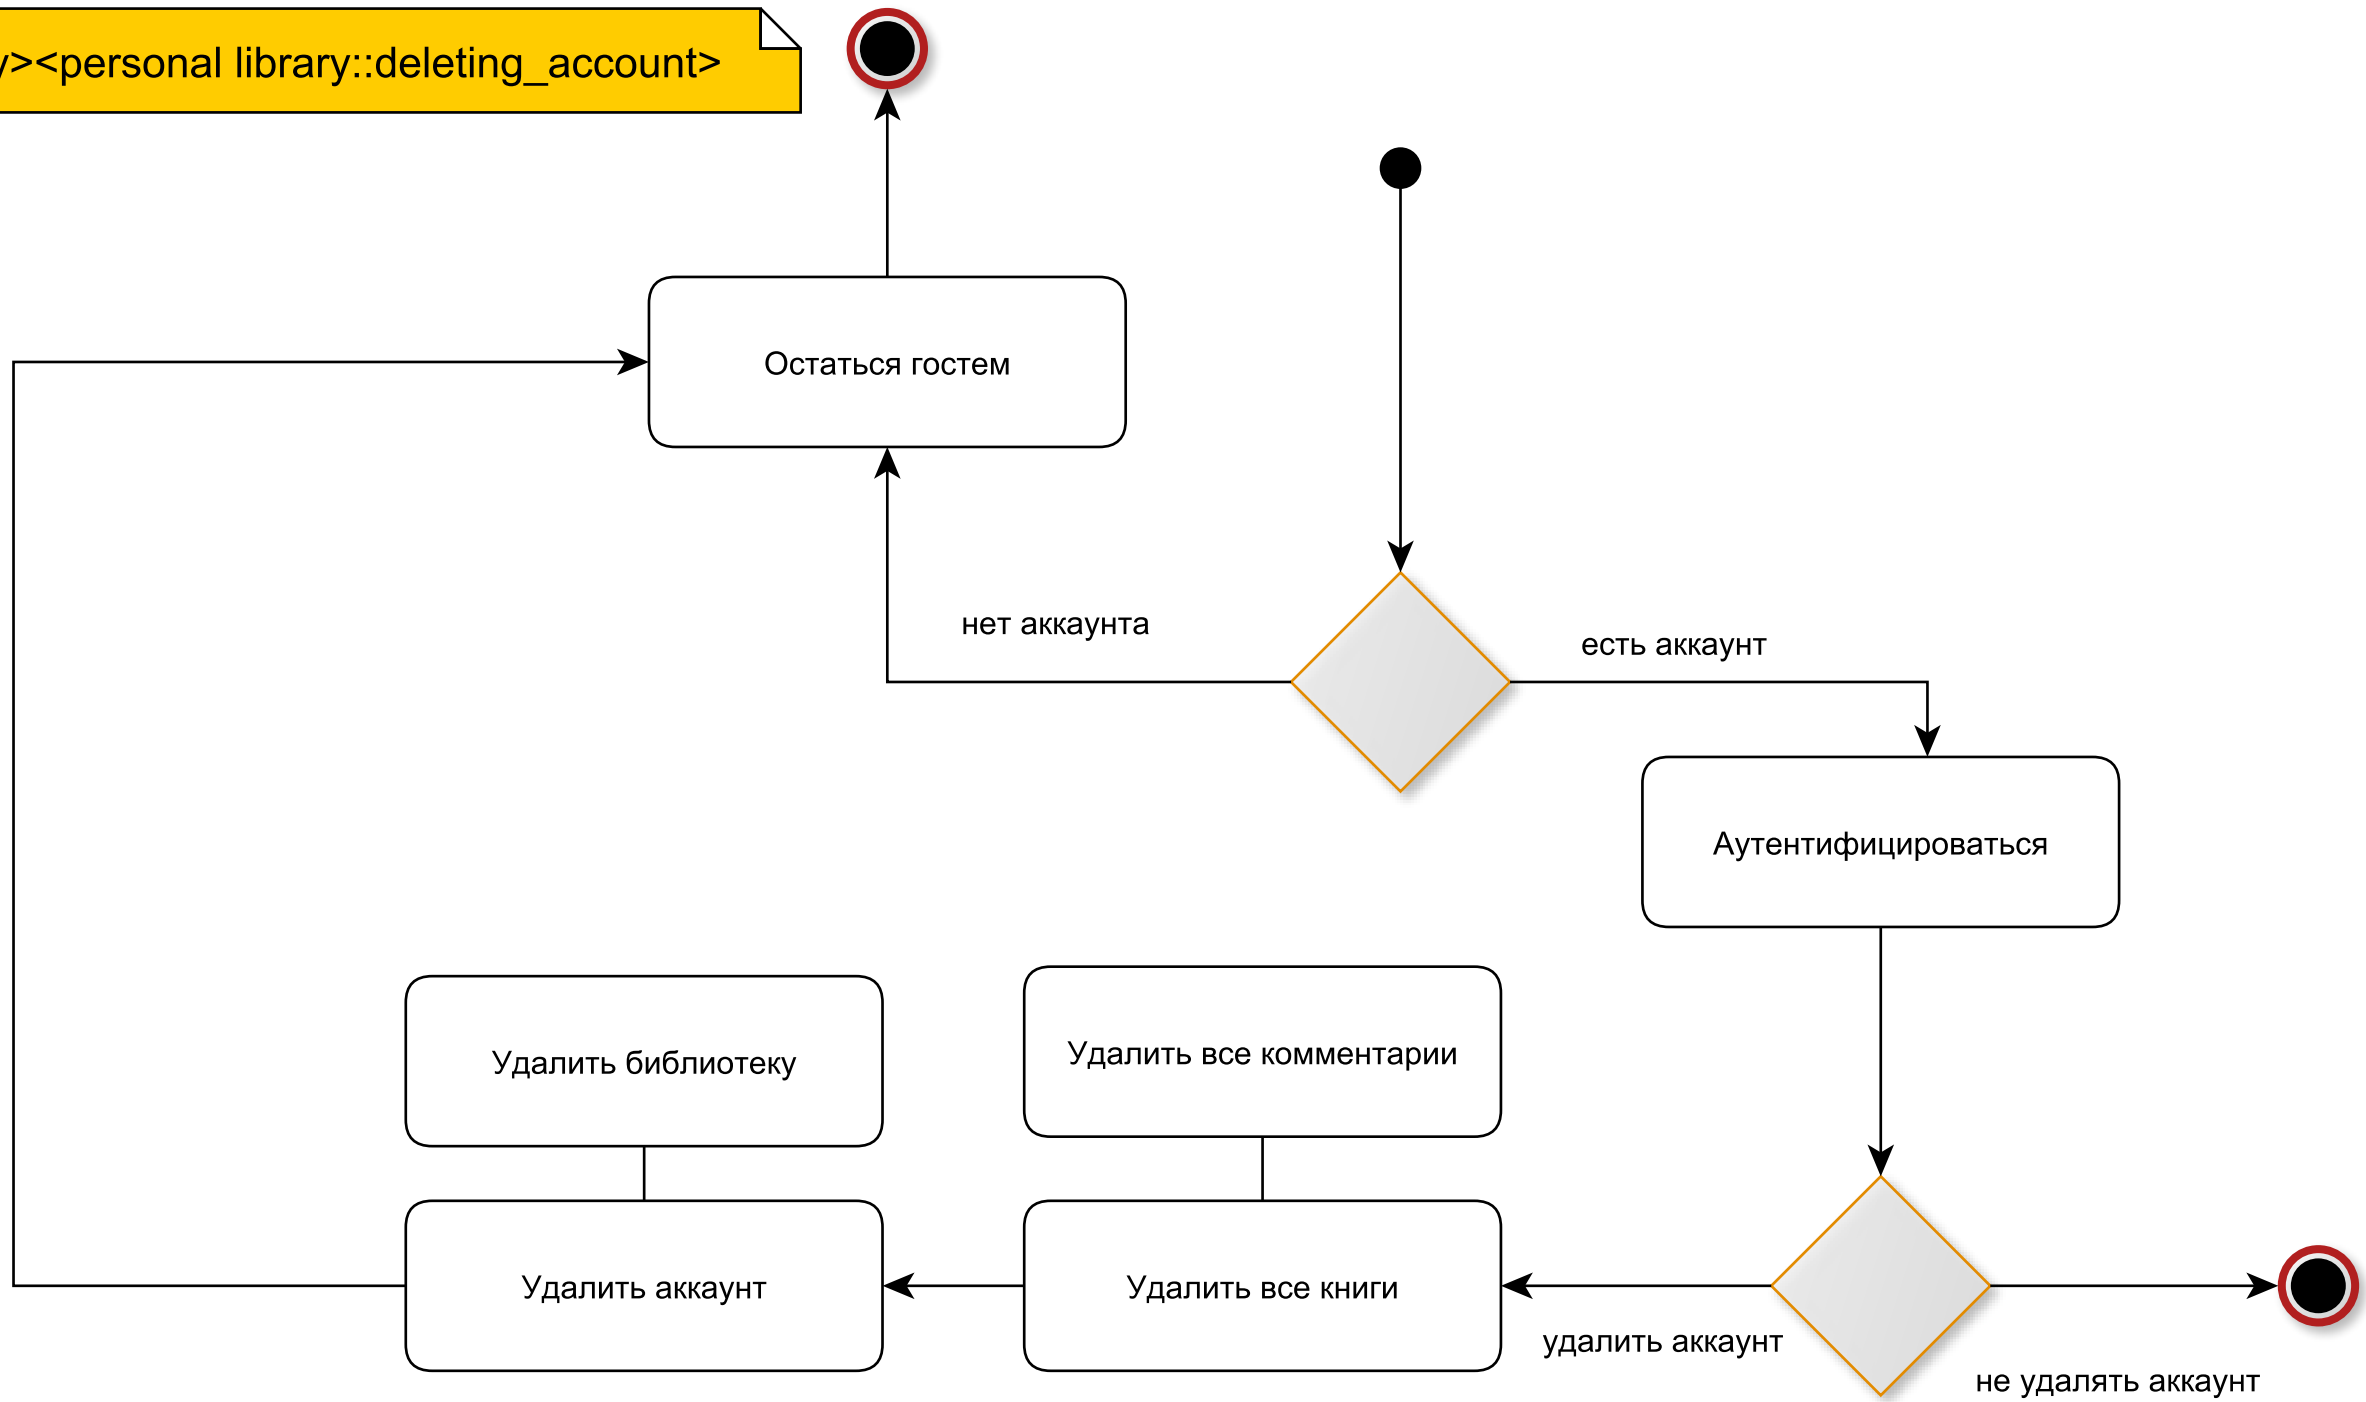 y><personal library::deleting_account>
Остаться гостем
нет аккаунта
есть аккаунт
Аутентифицироваться
Удалить библиотеку
Удалить все комментарии
Удалить аккаунт
Удалить все книги
удалить аккаунт
не удалять аккаунт